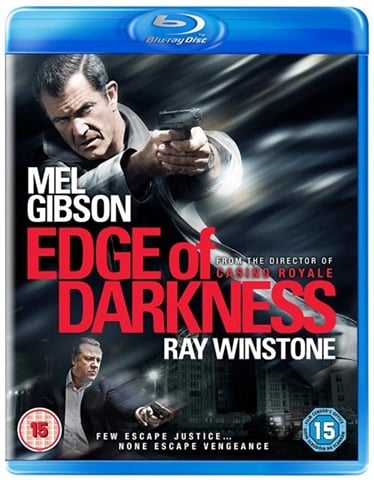 Blu-ray Disc
MEL
GIBSON
EDGE of
FROM THE DIRECTOR OF
CASINO ROYALE
DARKNESS
RAY WINSTONE
FEW ESCAPE JUSTICE...
NONE ESCAPE VENGEANCE
15
15